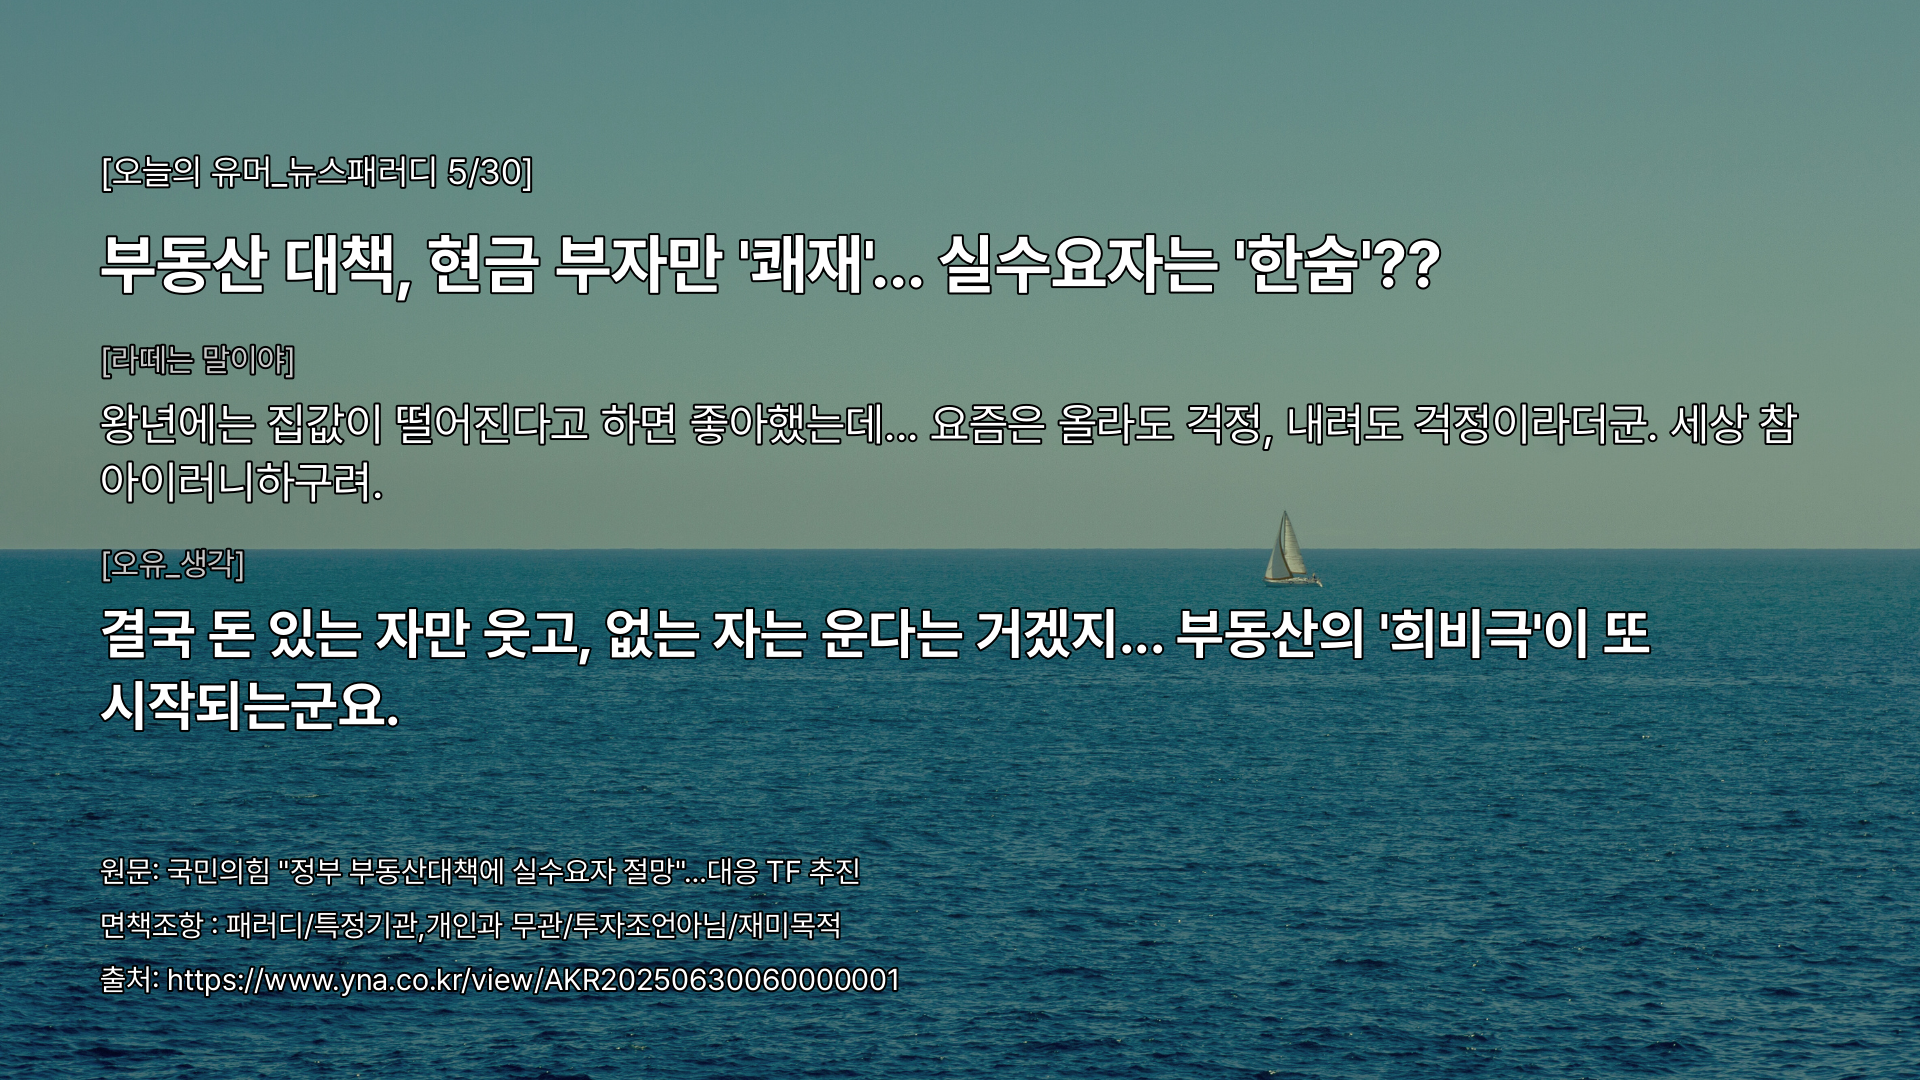 [오늘의 유머_뉴스패러디 5/30]
부동산 대책, 현금 부자만 '쾌재'... 실수요자는 '한숨'??
[라떼는 말이야]
왕년에는 집값이 떨어진다고 하면 좋아했는데... 요즘은 올라도 걱정, 내려도 걱정이라더군. 세상 참
아이러니하구려.
[오유_생각]
결국 돈 있는 자만 웃고, 없는 자는 운다는 거겠지... 부동산의 '희비극'이 또
시작되는군요.
원문: 국민의힘 "정부 부동산대책에 실수요자 절망"...대응 TF 추진
면책조항 : 패러디/특정기관,개인과 무관/투자조언아님/재미목적
출처: https://www.yna.co.kr/view/AKR20250630060000001